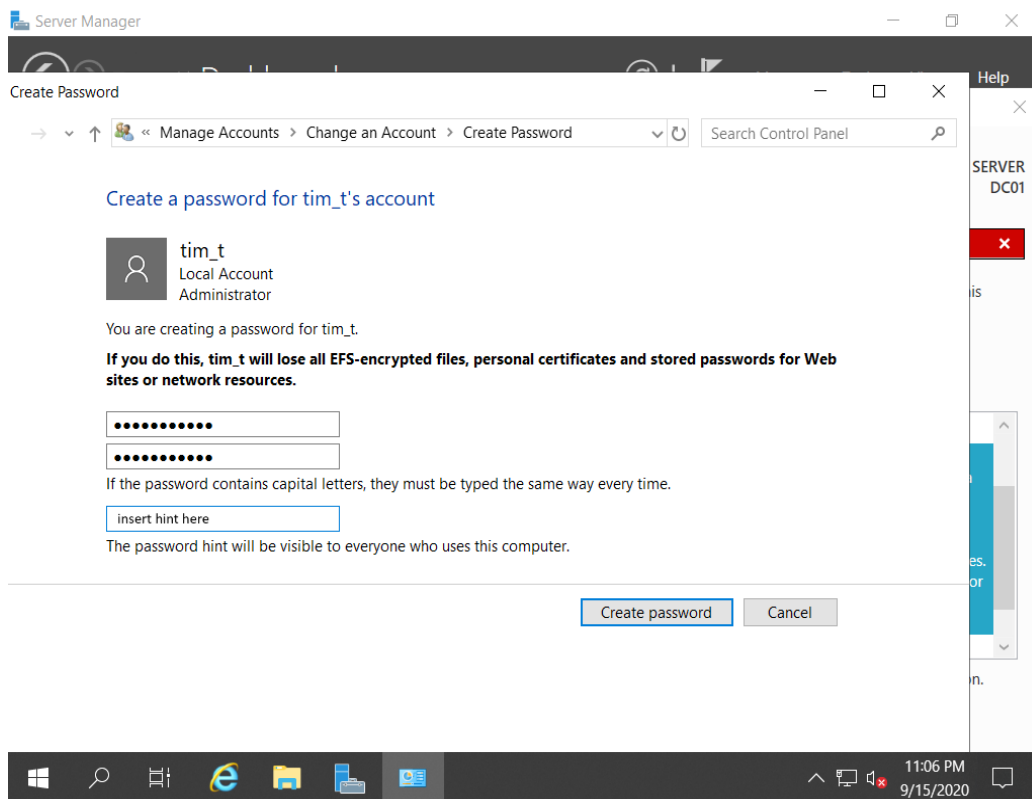 Server Manager
Help
Create Password
« Manage Accounts > Change an Account > Create Password
Search Control Panel
SERVER
DC01
Create a password for tim_t's account
tim_t
Local Account
Administrator
You are creating a password for tim_t.
If you do this, tim_t will lose all EFS-encrypted files, personal certificates and stored passwords for Web
sites or network resources.
•••••••••••
•••••••••••
If the password contains capital letters, they must be typed the same way every time.
insert hint here
The password hint will be visible to everyone who uses this computer.
Create password
Cancel
11:06 PM
9/15/2020